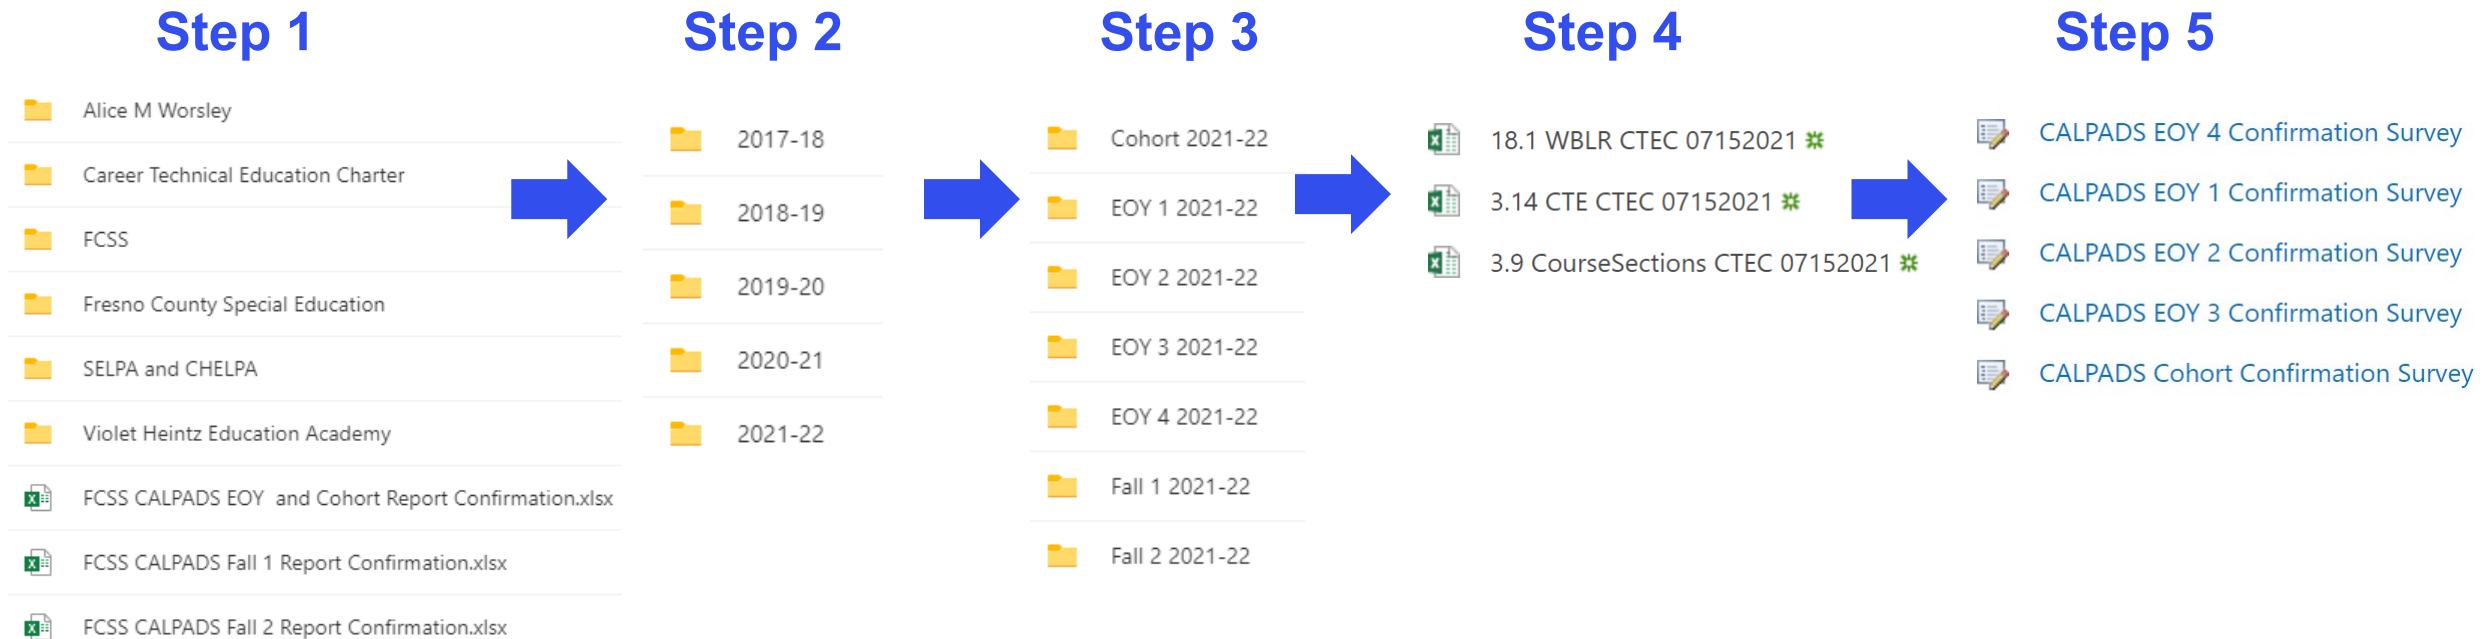 Step 1
Alice M Worsley
Career Technical Education Charter
FCSS
Fresno County Special Education
SELPA and CHELPA
Violet Heintz Education Academy
FCSS CALPADS EOY  and Cohort Report Confirmation.xlsx
FCSS CALPADS Fall 1 Report Confirmation.xlsx
FCSS CALPADS Fall 2 Report Confirmation.xlsx
Step 2
2017-18
2018-19
2019-20
2020-21
2021-22
Step 3
Cohort 2021-22
EOY 1 2021-22
EOY 2 2021-22
EOY 3 2021-22
EOY 4 2021-22
Fall 1 2021-22
Fall 2 2021-22
Step 4
18.1 WBLR CTEC 07152021
3.14 CTE CTEC 07152021
3.9 CourseSections CTEC 07152021
Step 5
CALPADS EOY 4 Confirmation Survey
CALPADS EOY 1 Confirmation Survey
CALPADS EOY 2 Confirmation Survey
CALPADS EOY 3 Confirmation Survey
CALPADS Cohort Confirmation Survey